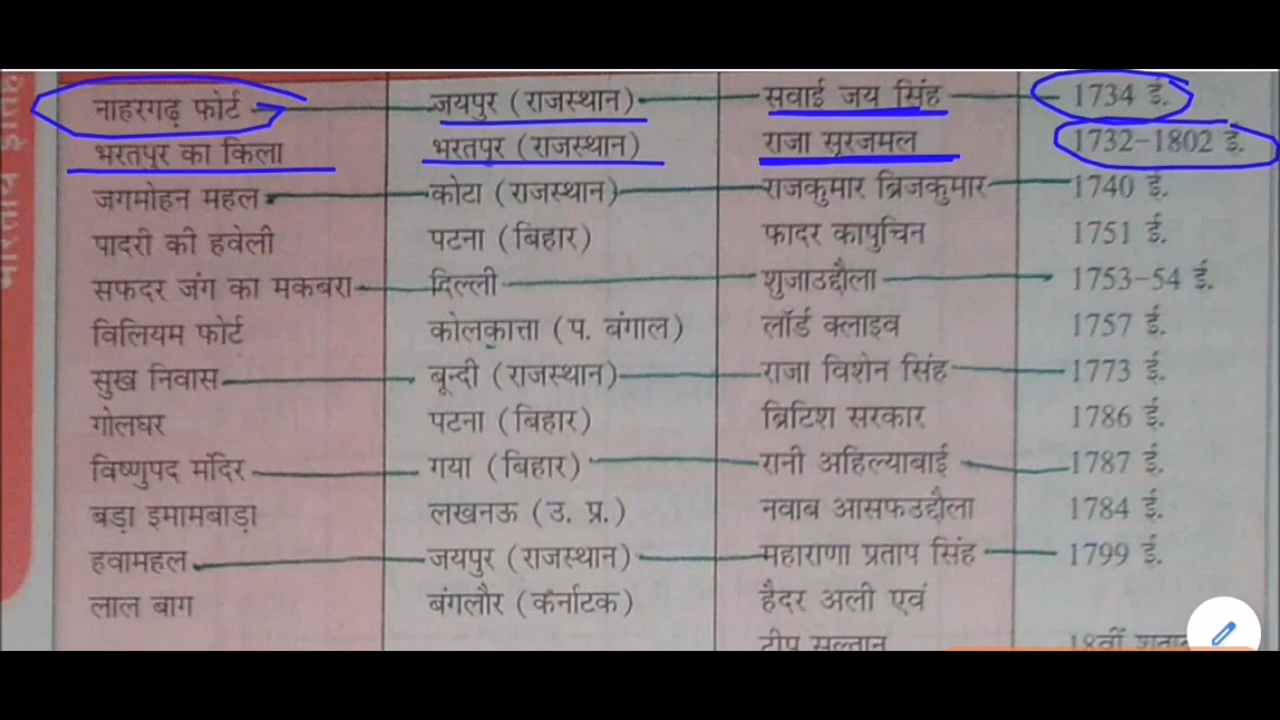 नाहरगढ़ फोर्ट जयपुर (राजस्थान) सवाई जय सिंह 1734 ई.
भरतपुर का किला भरतपुर (राजस्थान) राजा सूरजमल 1732-1802 ई.
जगमोहन महल कोटा (राजस्थान) राजकुमार ब्रिजकुमार 1740 ई.
पादरी की हवेली पटना (बिहार) फादर कापुचिन 1751 ई.
सफदर जंग का मकबरा दिल्ली शुजाउद्दौला 1753-54 ई.
विलियम फोर्ट कोलकात्ता (प. बंगाल) लॉर्ड क्लाइव 1757 ई.
सुख निवास बून्दी (राजस्थान) राजा विशेन सिंह 1773 ई.
गोलघर पटना (बिहार) ब्रिटिश सरकार 1786 ई.
विष्णुपद मंदिर गया (बिहार) रानी अहिल्याबाई 1787 ई.
बड़ा इमामबाड़ा लखनऊ (उ. प्र.) नवाब आसफउद्दौला 1784 ई.
हवामहल जयपुर (राजस्थान) महाराणा प्रताप सिंह 1799 ई.
लाल बाग बंगलौर (कर्नाटक) हैदर अली एवं
टीपू सुल्तान 18वीं